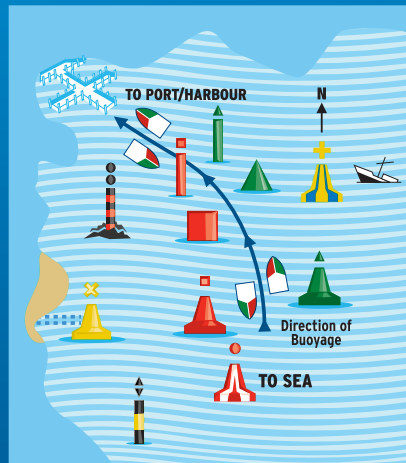 TO PORT/HARBOUR
N
Direction of
Buoyage
TO SEA